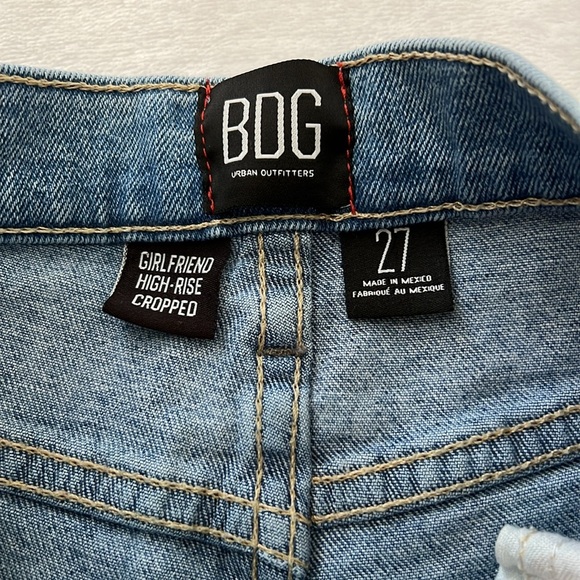 BDG
URBAN OUTFITTERS
GIRLFRIEND
HIGH-RISE
CROPPED
27
MADE IN MEXICO
FABRIQUÉ AU MEXIQUE